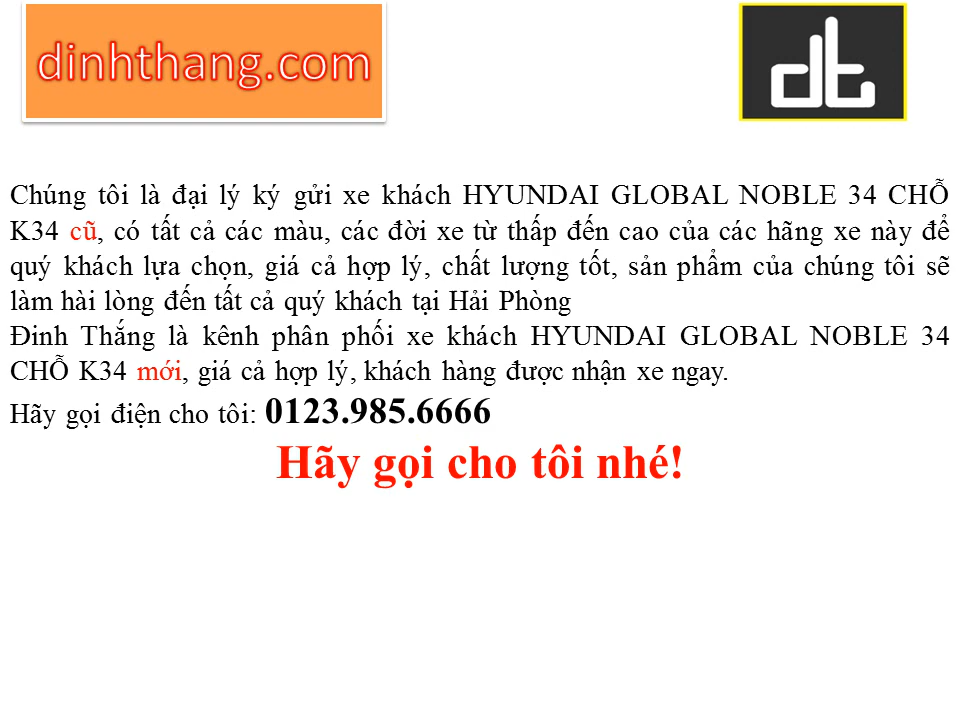 dinhthang.com
dt
Chúng tôi là đại lý ký gửi xe khách HYUNDAI GLOBAL NOBLE 34 CHỖ
K34 cũ, có tất cả các màu, các đời xe từ thấp đến cao của các hãng xe này để
quý khách lựa chọn, giá cả hợp lý, chất lượng tốt, sản phẩm của chúng tôi sẽ
làm hài lòng đến tất cả quý khách tại Hải Phòng
Đinh Thắng là kênh phân phối xe khách HYUNDAI GLOBAL NOBLE 34
CHỖ K34 mới, giá cả hợp lý, khách hàng được nhận xe ngay.
Hãy gọi điện cho tôi: 0123.985.6666
Hãy gọi cho tôi nhé!